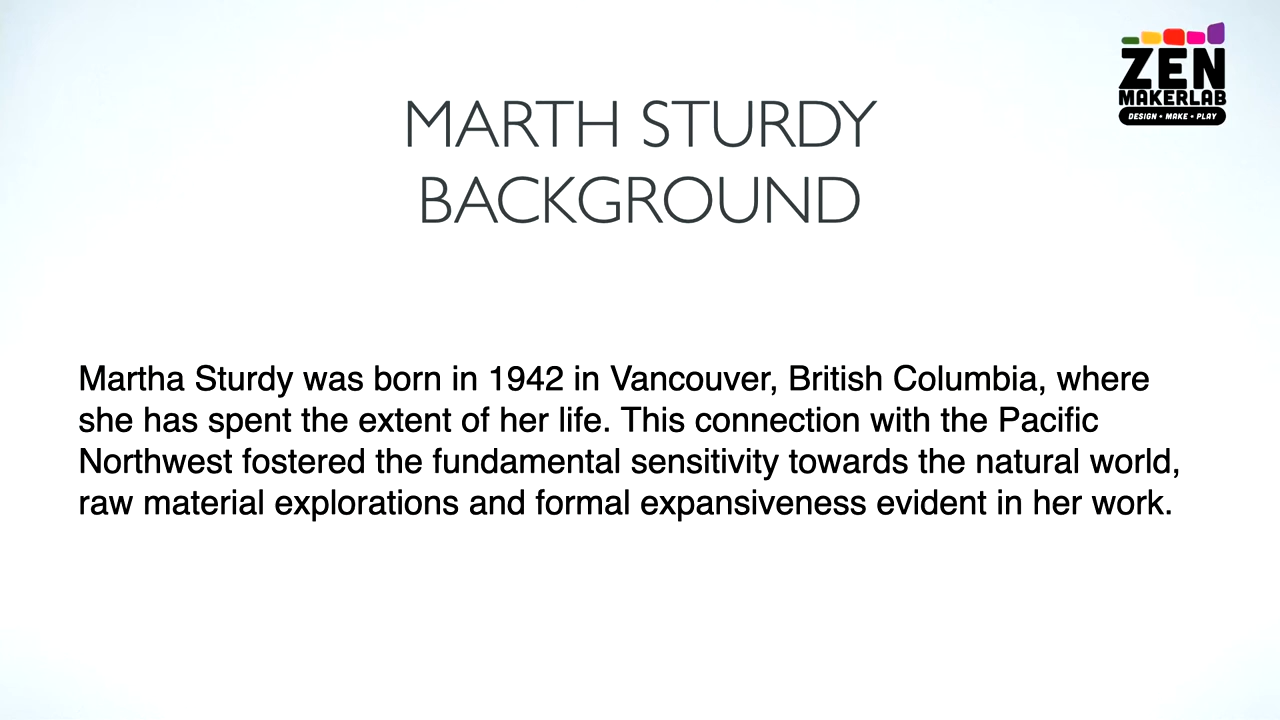 ZEN
MAKERLAB
DESIGN • MAKE • PLAY
MARTH STURDY
BACKGROUND
Martha Sturdy was born in 1942 in Vancouver, British Columbia, where
she has spent the extent of her life. This connection with the Pacific
Northwest fostered the fundamental sensitivity towards the natural world,
raw material explorations and formal expansiveness evident in her work.